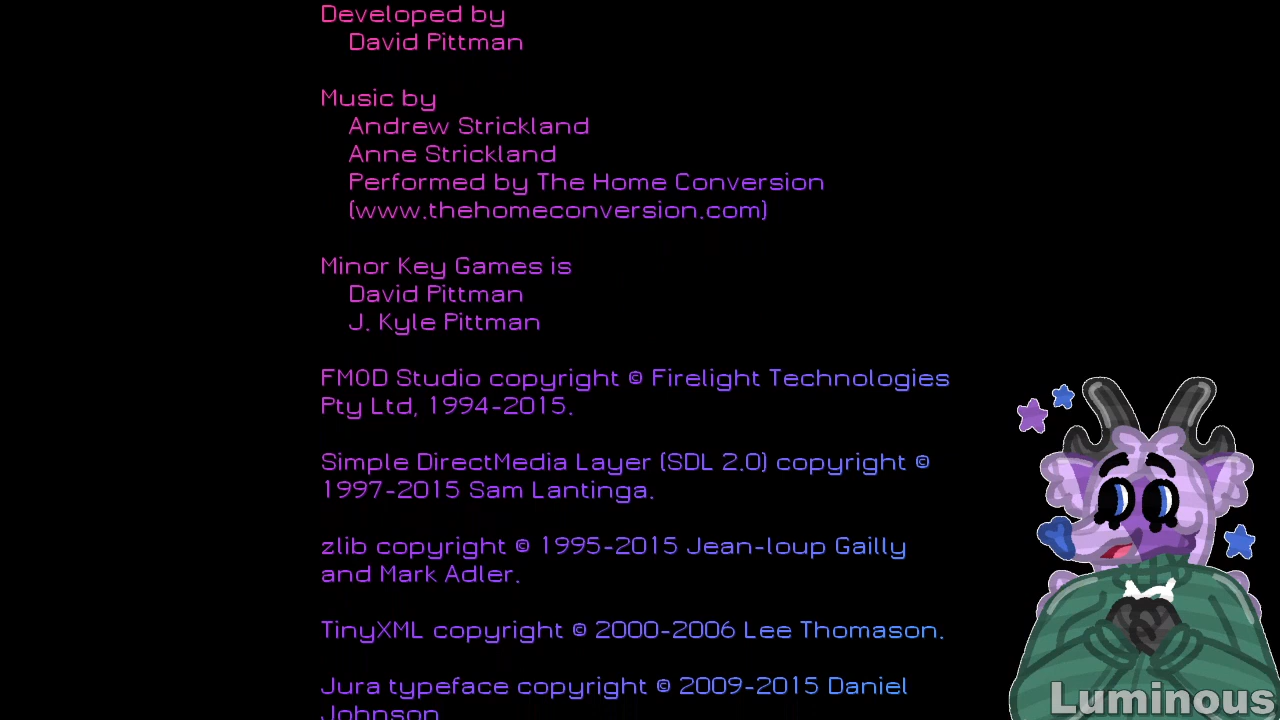 Developed by
David Pittman
Music by
Andrew Strickland
Anne Strickland
Performed by The Home Conversion
(www.thehomeconversion.com)
Minor Key Games is
David Pittman
J. Kyle Pittman
FMOD Studio copyright © Firelight Technologies
Pty Ltd, 1994-2015.
Simple DirectMedia Layer (SDL 2.0) copyright ©
1997-2015 Sam Lantinga.
zlib copyright © 1995-2015 Jean-loup Gailly
and Mark Adler.
TinyXML copyright © 2000-2006 Lee Thomason.
Jura typeface copyright © 2009-2015 Daniel
Johnson
Luminous